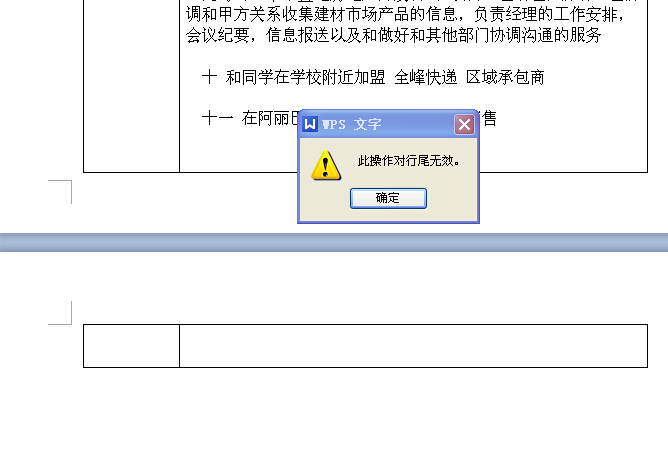 调和甲方关系收集建材市场产品的信息，负责经理的工作安排，
会议纪要，信息报送以及和做好和其他部门协调沟通的服务
十 和同学在学校附近加盟 全峰快递 区域承包商
十一 在阿丽巴
售
WPS 文字
此操作对行尾无效。
确定